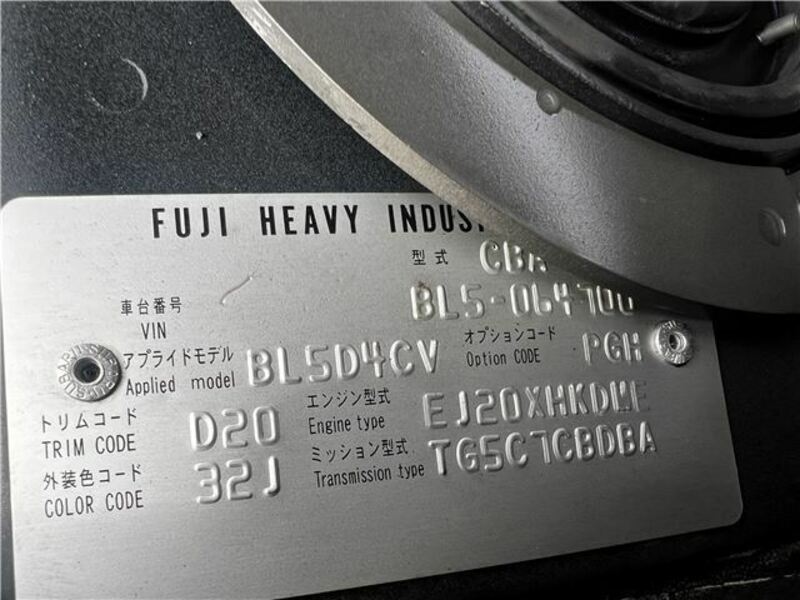 FUJI HEAVY INDUS
型式 CBA
車台番号 BL5-064700
VIN
アプライドモデル BL5D4CV オプションコード PGH
Applied model Option CODE
トリムコード D20 エンジン型式
TRIM CODE Engine type
外装色コード 32J ミッション型式 TG5C7CBDBA
COLOR CODE Transmission type
SUBARU